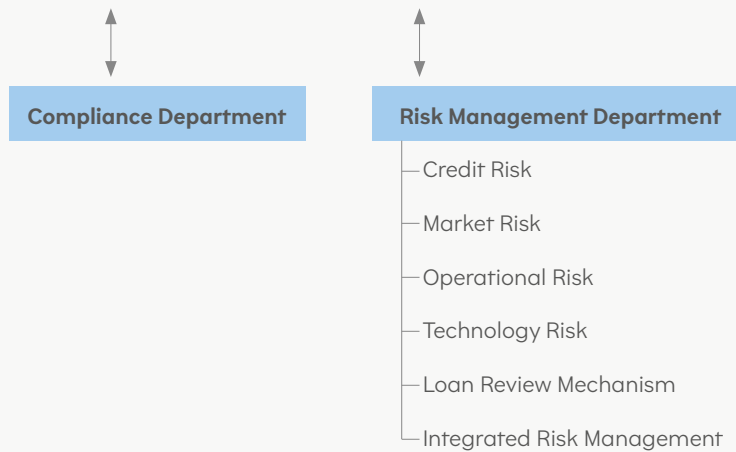 Compliance Department
Risk Management Department
Credit Risk
Market Risk
Operational Risk
Technology Risk
Loan Review Mechanism
Integrated Risk Management